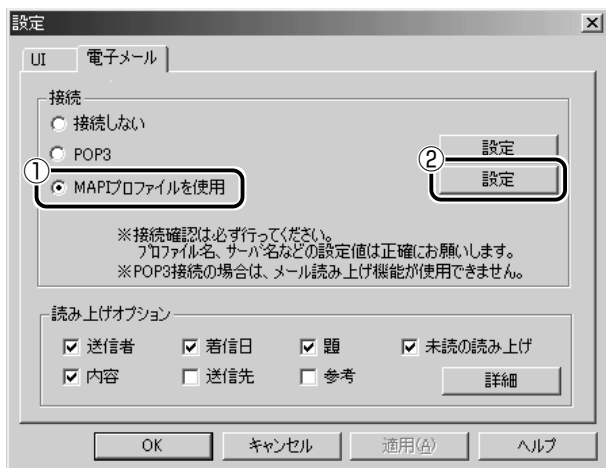 設定
UI 電子メール
接続
接続しない
POP3 設定
① MAPIプロファイルを使用 ② 設定
※接続確認は必ず行ってください。
プロファイル名、サーバ名などの設定値は正確にお願いします。
※POP3接続の場合は、メール読み上げ機能が使用できません。
読み上げオプション
送信者 着信日 題 未読の読み上げ
内容 送信先 参考 詳細
OK キャンセル 適用(A) ヘルプ